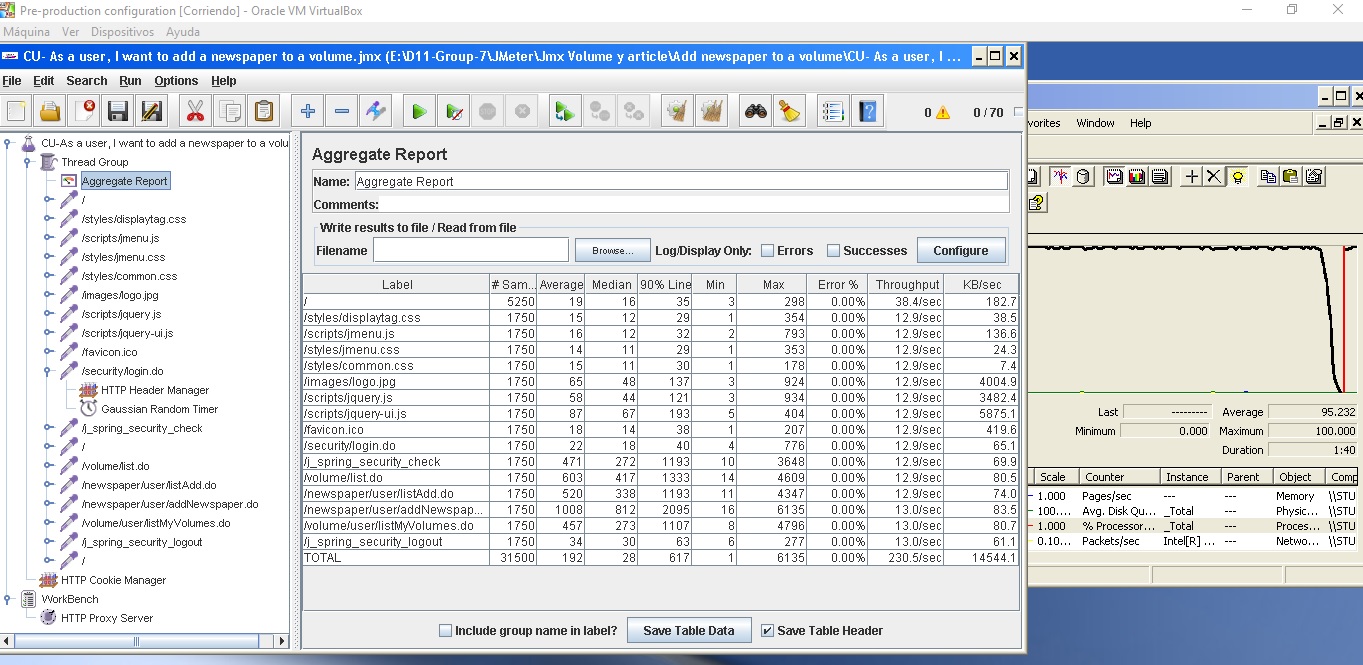 Pre-production configuration [Corriendo] - Oracle VM VirtualBox
Máquina Ver Dispositivos Ayuda
CU- As a user, I want to add a newspaper to a volume.jmx (E:\D11-Group-7\JMeter\Jmx Volume y article\Add newspaper to a volume\CU- As a user, I ...
File Edit Search Run Options Help
0 0 / 70
CU-As a user, I want to add a newspaper to a volu
Thread Group
Aggregate Report
/
/styles/displaytag.css
/scripts/jmenu.js
/styles/jmenu.css
/styles/common.css
/images/logo.jpg
/scripts/jquery.js
/scripts/jquery-ui.js
/favicon.ico
/security/login.do
HTTP Header Manager
Gaussian Random Timer
/j_spring_security_check
/
/volume/list.do
/newspaper/user/listAdd.do
/newspaper/user/addNewspaper.do
/volume/user/listMyVolumes.do
/j_spring_security_logout
/
HTTP Cookie Manager
WorkBench
HTTP Proxy Server
Aggregate Report
Name: Aggregate Report
Comments:
Write results to file / Read from file
Filename Browse... Log/Display Only: Errors Successes Configure
Label # Sam... Average Median 90% Line Min Max Error % Throughput KB/sec
/ 5250 19 16 35 3 298 0.00% 38.4/sec 182.7
/styles/displaytag.css 1750 15 12 29 1 354 0.00% 12.9/sec 38.5
/scripts/jmenu.js 1750 16 12 32 2 793 0.00% 12.9/sec 136.6
/styles/jmenu.css 1750 14 11 29 1 353 0.00% 12.9/sec 24.3
/styles/common.css 1750 15 11 30 1 178 0.00% 12.9/sec 7.4
/images/logo.jpg 1750 65 48 137 3 924 0.00% 12.9/sec 4004.9
/scripts/jquery.js 1750 58 44 121 3 934 0.00% 12.9/sec 3482.4
/scripts/jquery-ui.js 1750 87 67 193 5 404 0.00% 12.9/sec 5875.1
/favicon.ico 1750 18 14 38 1 207 0.00% 12.9/sec 419.6
/security/login.do 1750 22 18 40 4 776 0.00% 12.9/sec 65.1
/j_spring_security_check 1750 471 272 1193 10 3648 0.00% 12.9/sec 69.9
/volume/list.do 1750 603 417 1333 14 4609 0.00% 12.9/sec 80.5
/newspaper/user/listAdd.do 1750 520 338 1193 11 4347 0.00% 12.9/sec 74.0
/newspaper/user/addNewspap... 1750 1008 812 2095 16 6135 0.00% 13.0/sec 83.5
/volume/user/listMyVolumes.do 1750 457 273 1107 8 4796 0.00% 13.0/sec 80.7
/j_spring_security_logout 1750 34 30 63 6 277 0.00% 13.0/sec 61.1
TOTAL 31500 192 28 617 1 6135 0.00% 230.5/sec 14544.1
Include group name in label? Save Table Data Save Table Header
vorites Window Help
Last --------- Average 95.232
Minimum 0.000 Maximum 100.000
Duration 1:40
Scale Counter Instance Parent Object Comp
1.000 Pages/sec --- --- Memory \\STU
100.... Avg. Disk Qu... _Total --- Physic... \\STU
1.000 % Processor... _Total --- Proces... \\STU
0.10... Packets/sec Intel[R] ... --- Netwo... \\STU